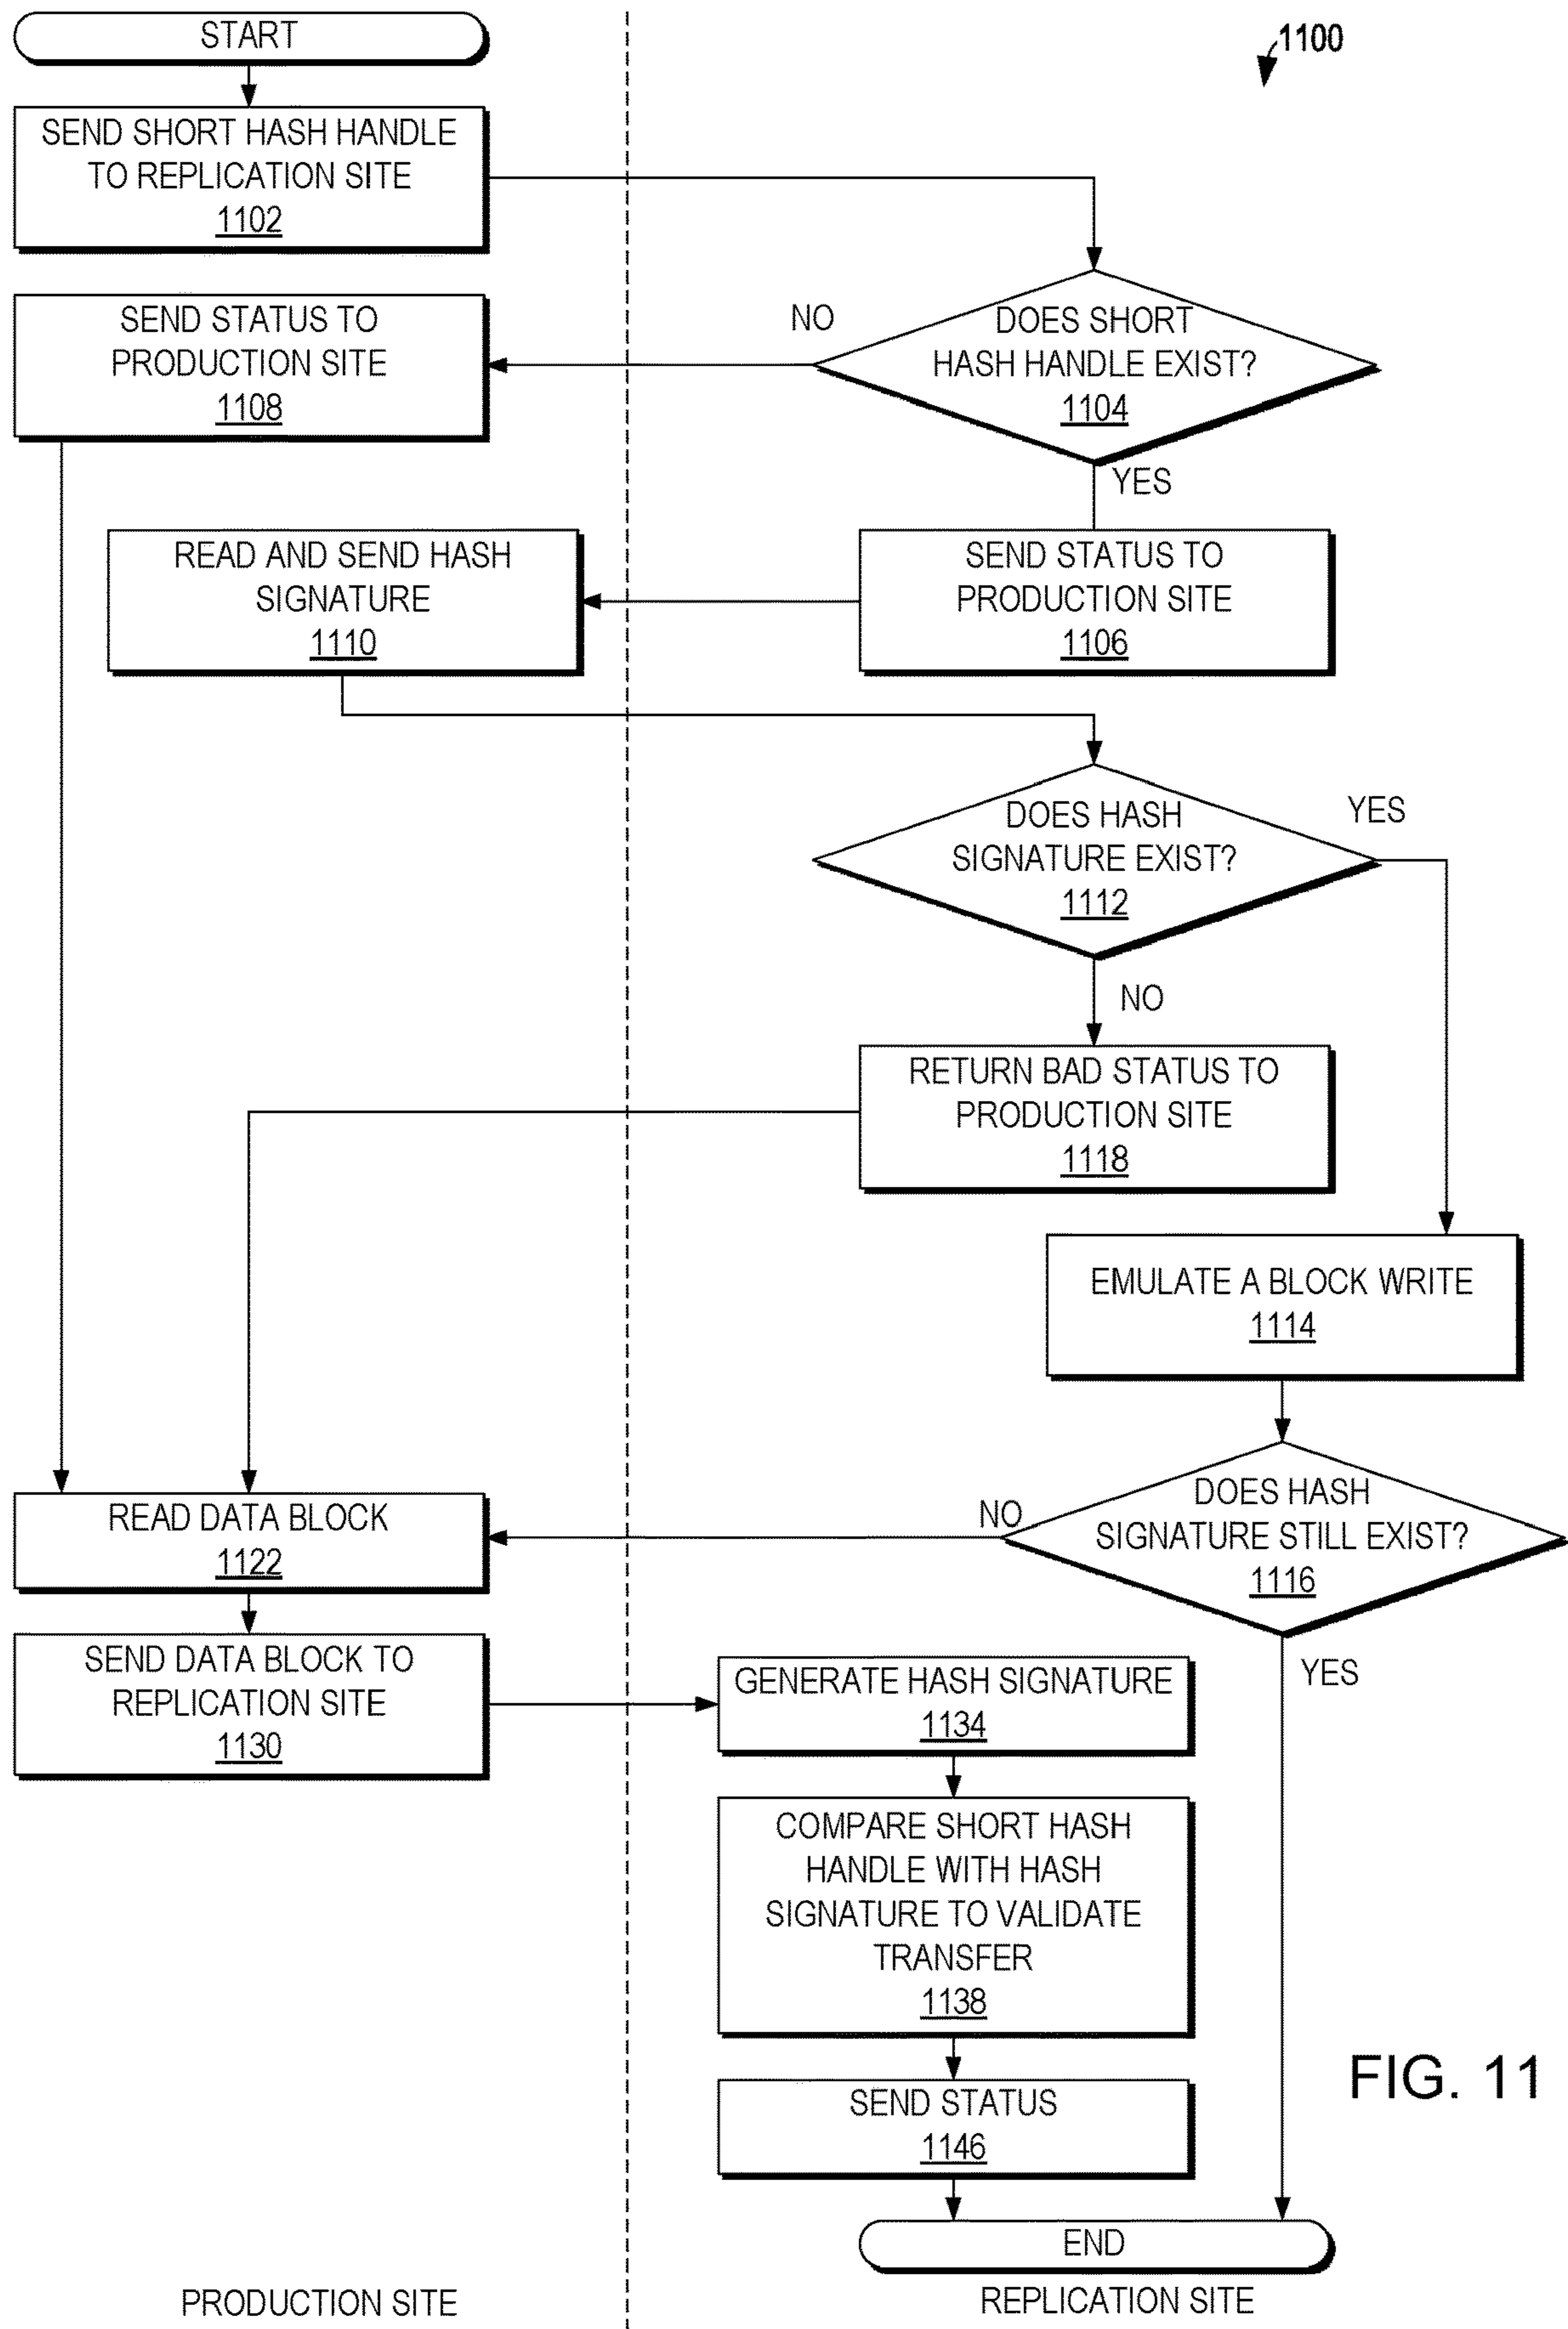 START
1100
SEND SHORT HASH HANDLE
TO REPLICATION SITE
1102
SEND STATUS TO
PRODUCTION SITE
1108
NO
DOES SHORT
HASH HANDLE EXIST?
1104
YES
READ AND SEND HASH
SIGNATURE
1110
SEND STATUS TO
PRODUCTION SITE
1106
DOES HASH
SIGNATURE EXIST?
1112
YES
NO
RETURN BAD STATUS TO
PRODUCTION SITE
1118
EMULATE A BLOCK WRITE
1114
READ DATA BLOCK
1122
NO
DOES HASH
SIGNATURE STILL EXIST?
1116
YES
SEND DATA BLOCK TO
REPLICATION SITE
1130
GENERATE HASH SIGNATURE
1134
COMPARE SHORT HASH
HANDLE WITH HASH
SIGNATURE TO VALIDATE
TRANSFER
1138
SEND STATUS
1146
FIG. 11
END
PRODUCTION SITE
REPLICATION SITE